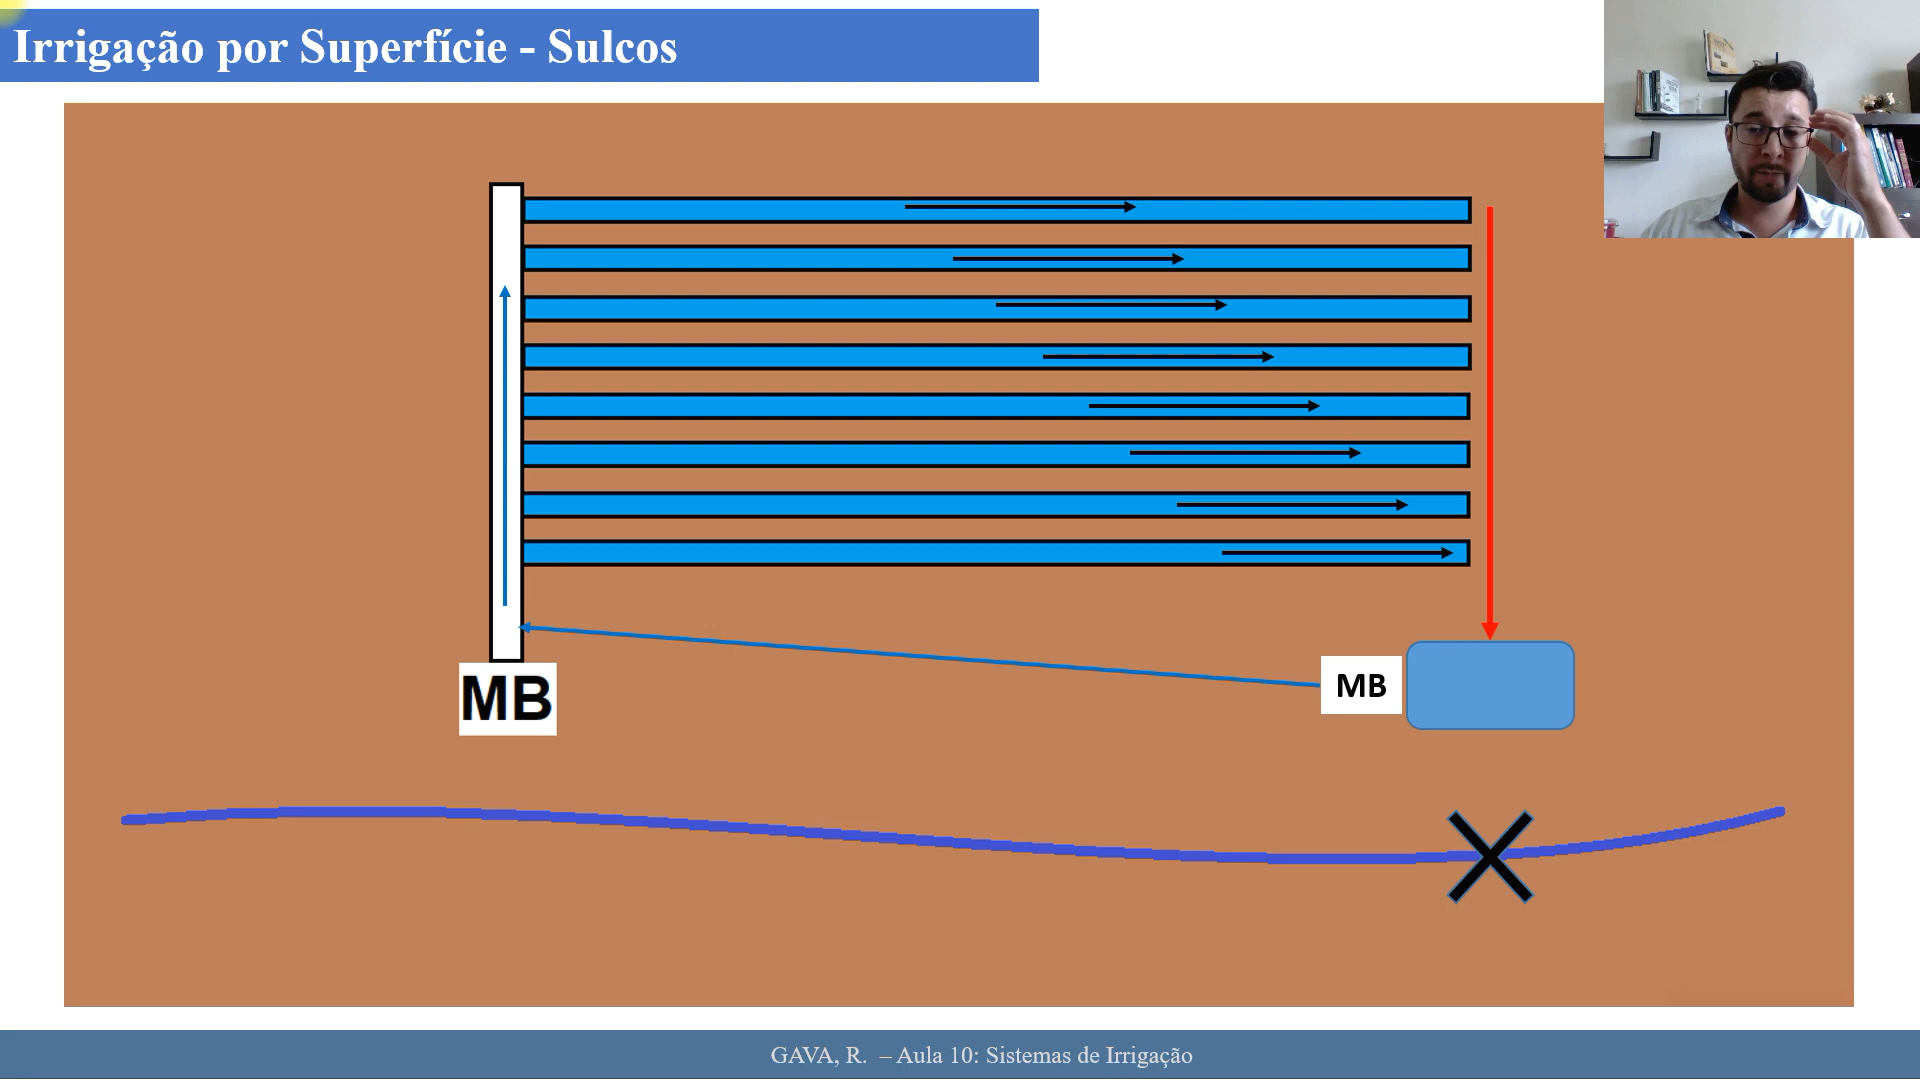 Irrigação por Superfície - Sulcos
MB
MB
GAVA, R. – Aula 10: Sistemas de Irrigação